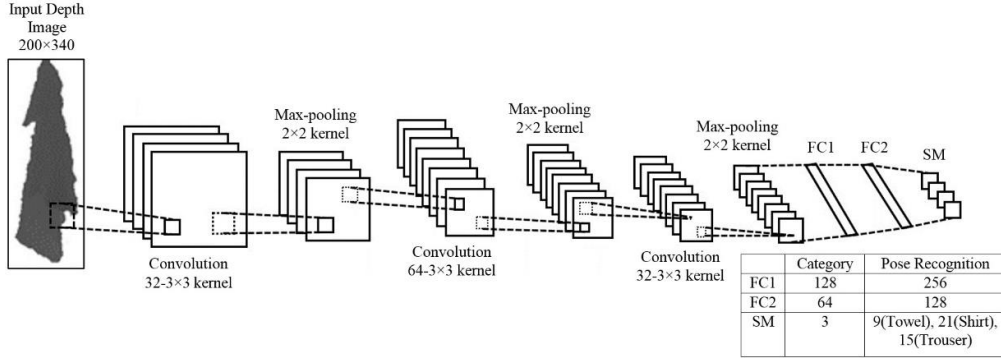 Input Depth
Image
200×340
Convolution
32-3×3 kernel
Max-pooling
2×2 kernel
Convolution
64-3×3 kernel
Max-pooling
2×2 kernel
Convolution
32-3×3 kernel
Max-pooling
2×2 kernel
FC1
FC2
SM
Category Pose Recognition
FC1 128 256
FC2 64 128
SM 3 9(Towel), 21(Shirt),
15(Trouser)